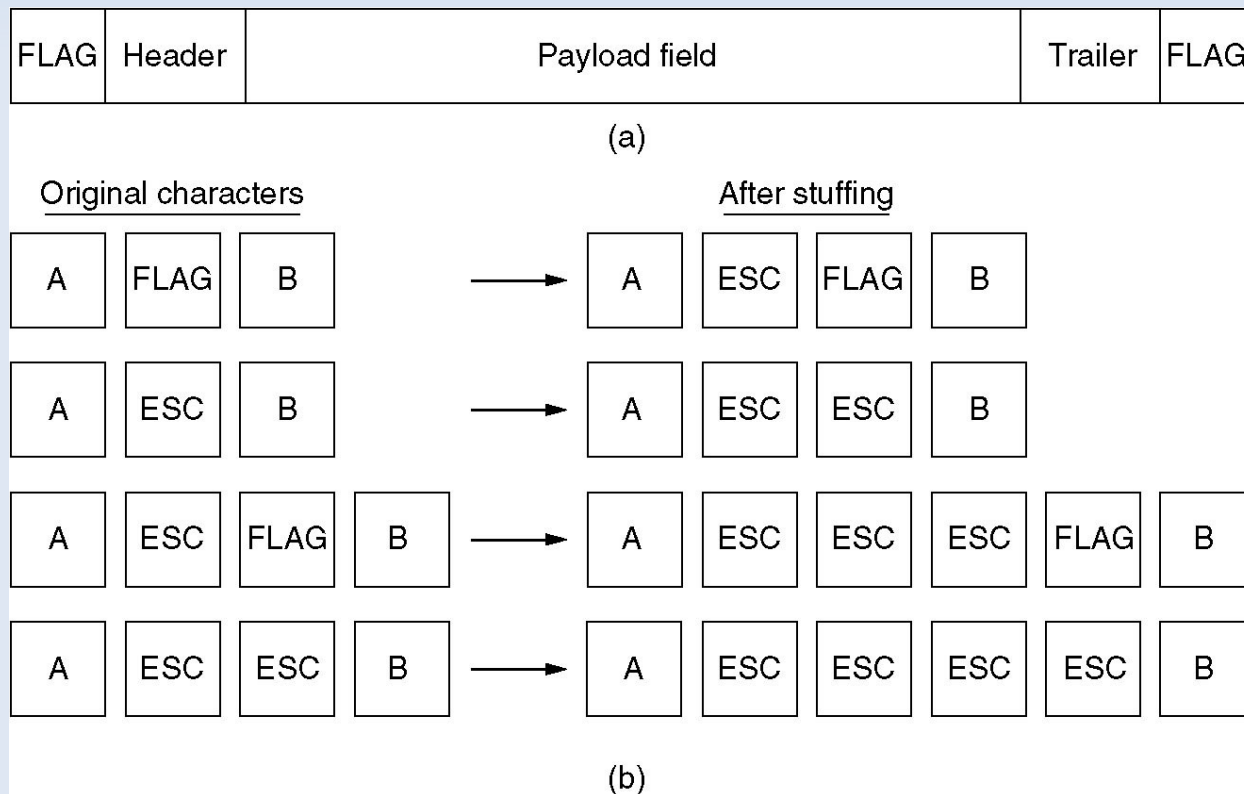 FLAG Header Payload field Trailer FLAG
(a)
Original characters After stuffing
A FLAG B A ESC FLAG B
A ESC B A ESC ESC B
A ESC FLAG B A ESC ESC ESC FLAG B
A ESC ESC B A ESC ESC ESC ESC B
(b)